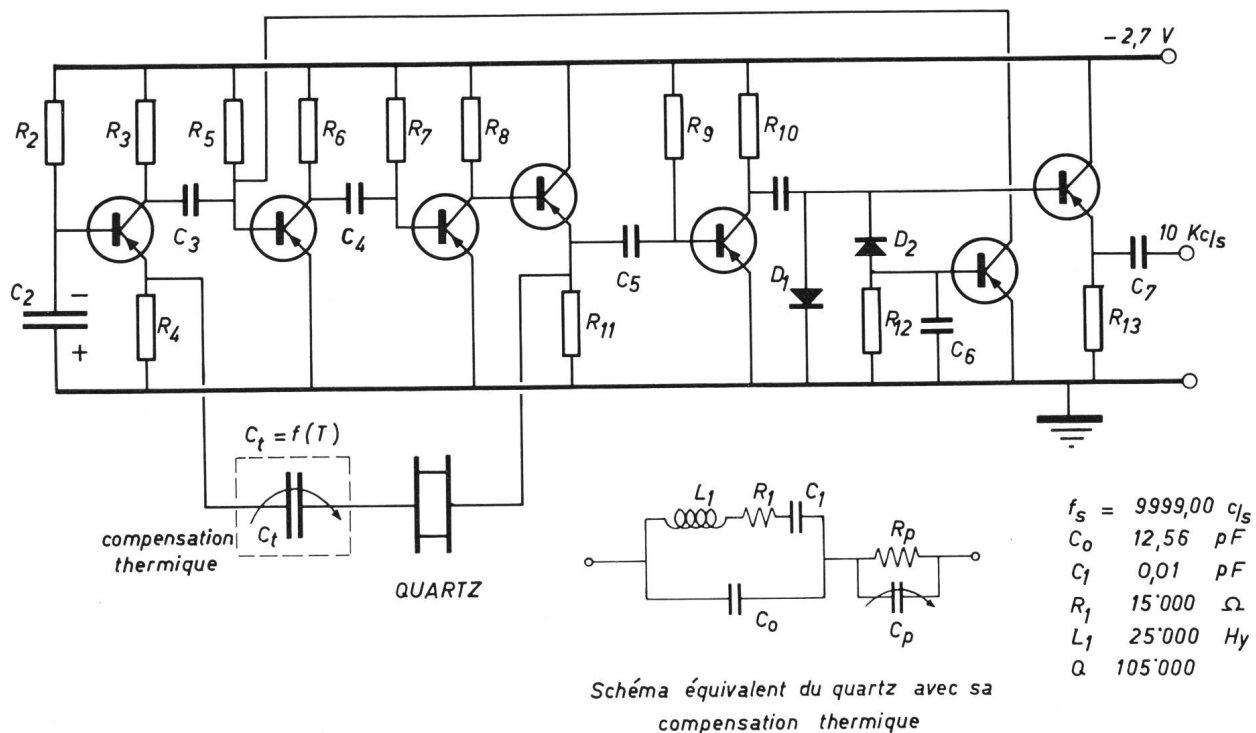 − 2,7 V
R2
R3
R5
R6
R7
R8
R9
R10
C3
C4
C5
D1
D2
10 Kc/s
C7
C2
−
+
R4
R11
R12
C6
R13
Ct = f(T)
Ct
compensation
thermique
QUARTZ
L1
R1
C1
Rp
Co
Cp
Schéma équivalent du quartz avec sa
compensation thermique
fs = 9999,00 c/s
Co 12,56 pF
C1 0,01 pF
R1 15'000 Ω
L1 25'000 Hy
Q 105'000